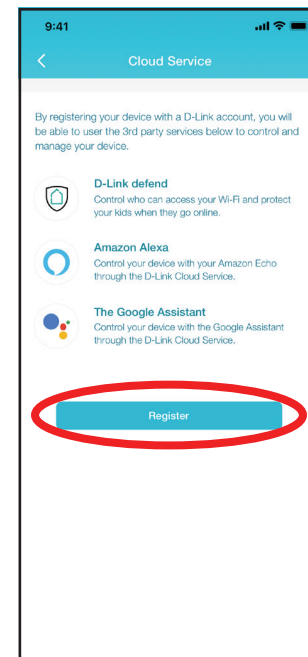 9:41
Cloud Service
By registering your device with a D-Link account, you will
be able to user the 3rd party services below to control and
manage your device.
D-Link defend
Control who can access your Wi-Fi and protect
your kids when they go online.
Amazon Alexa
Control your device with your Amazon Echo
through the D-Link Cloud Service.
The Google Assistant
Control your device with the Google Assistant
through the D-Link Cloud Service.
Register